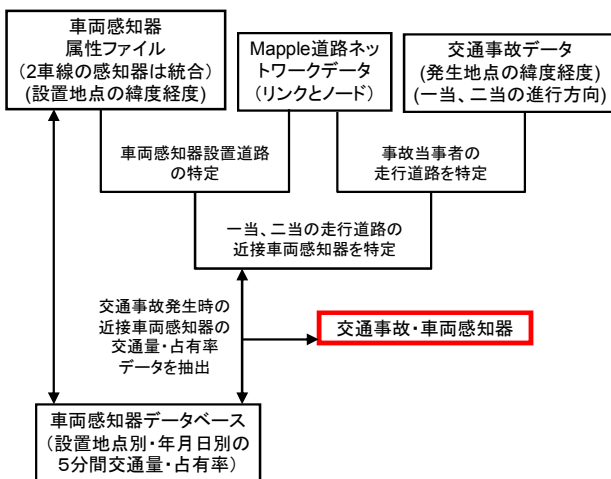 車両感知器
属性ファイル
(2車線の感知器は統合)
(設置地点の緯度経度)
Mapple道路ネッ
トワークデータ
(リンクとノード)
交通事故データ
(発生地点の緯度経度)
(一当、二当の進行方向)
車両感知器設置道路
の特定
事故当事者の
走行道路を特定
一当、二当の走行道路の
近接車両感知器を特定
交通事故発生時の
近接車両感知器の
交通量・占有率
データを抽出
交通事故・車両感知器
車両感知器データベース
(設置地点別・年月日別の
5分間交通量・占有率)